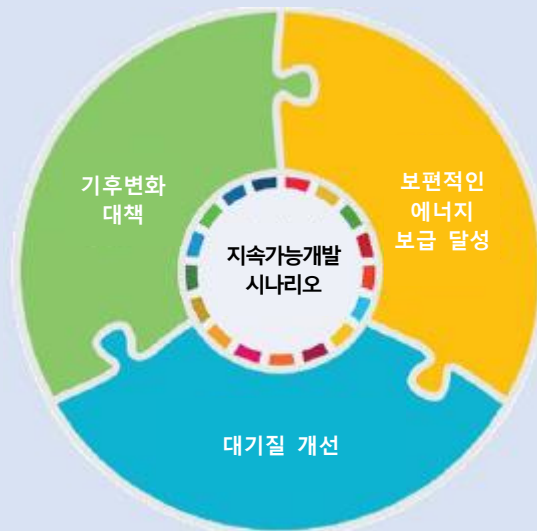 기후변화
대책
보편적인
에너지
보급 달성
지속가능개발
시나리오
대기질 개선